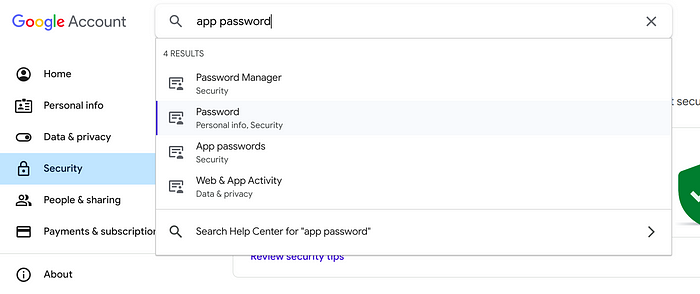 Google Account
app password
4 RESULTS
Home
Password Manager
Security
Personal info
Password
Personal info, Security
Data & privacy
App passwords
Security
Security
Web & App Activity
Data & privacy
People & sharing
Payments & subscription
Search Help Center for "app password"
Review security tips
About